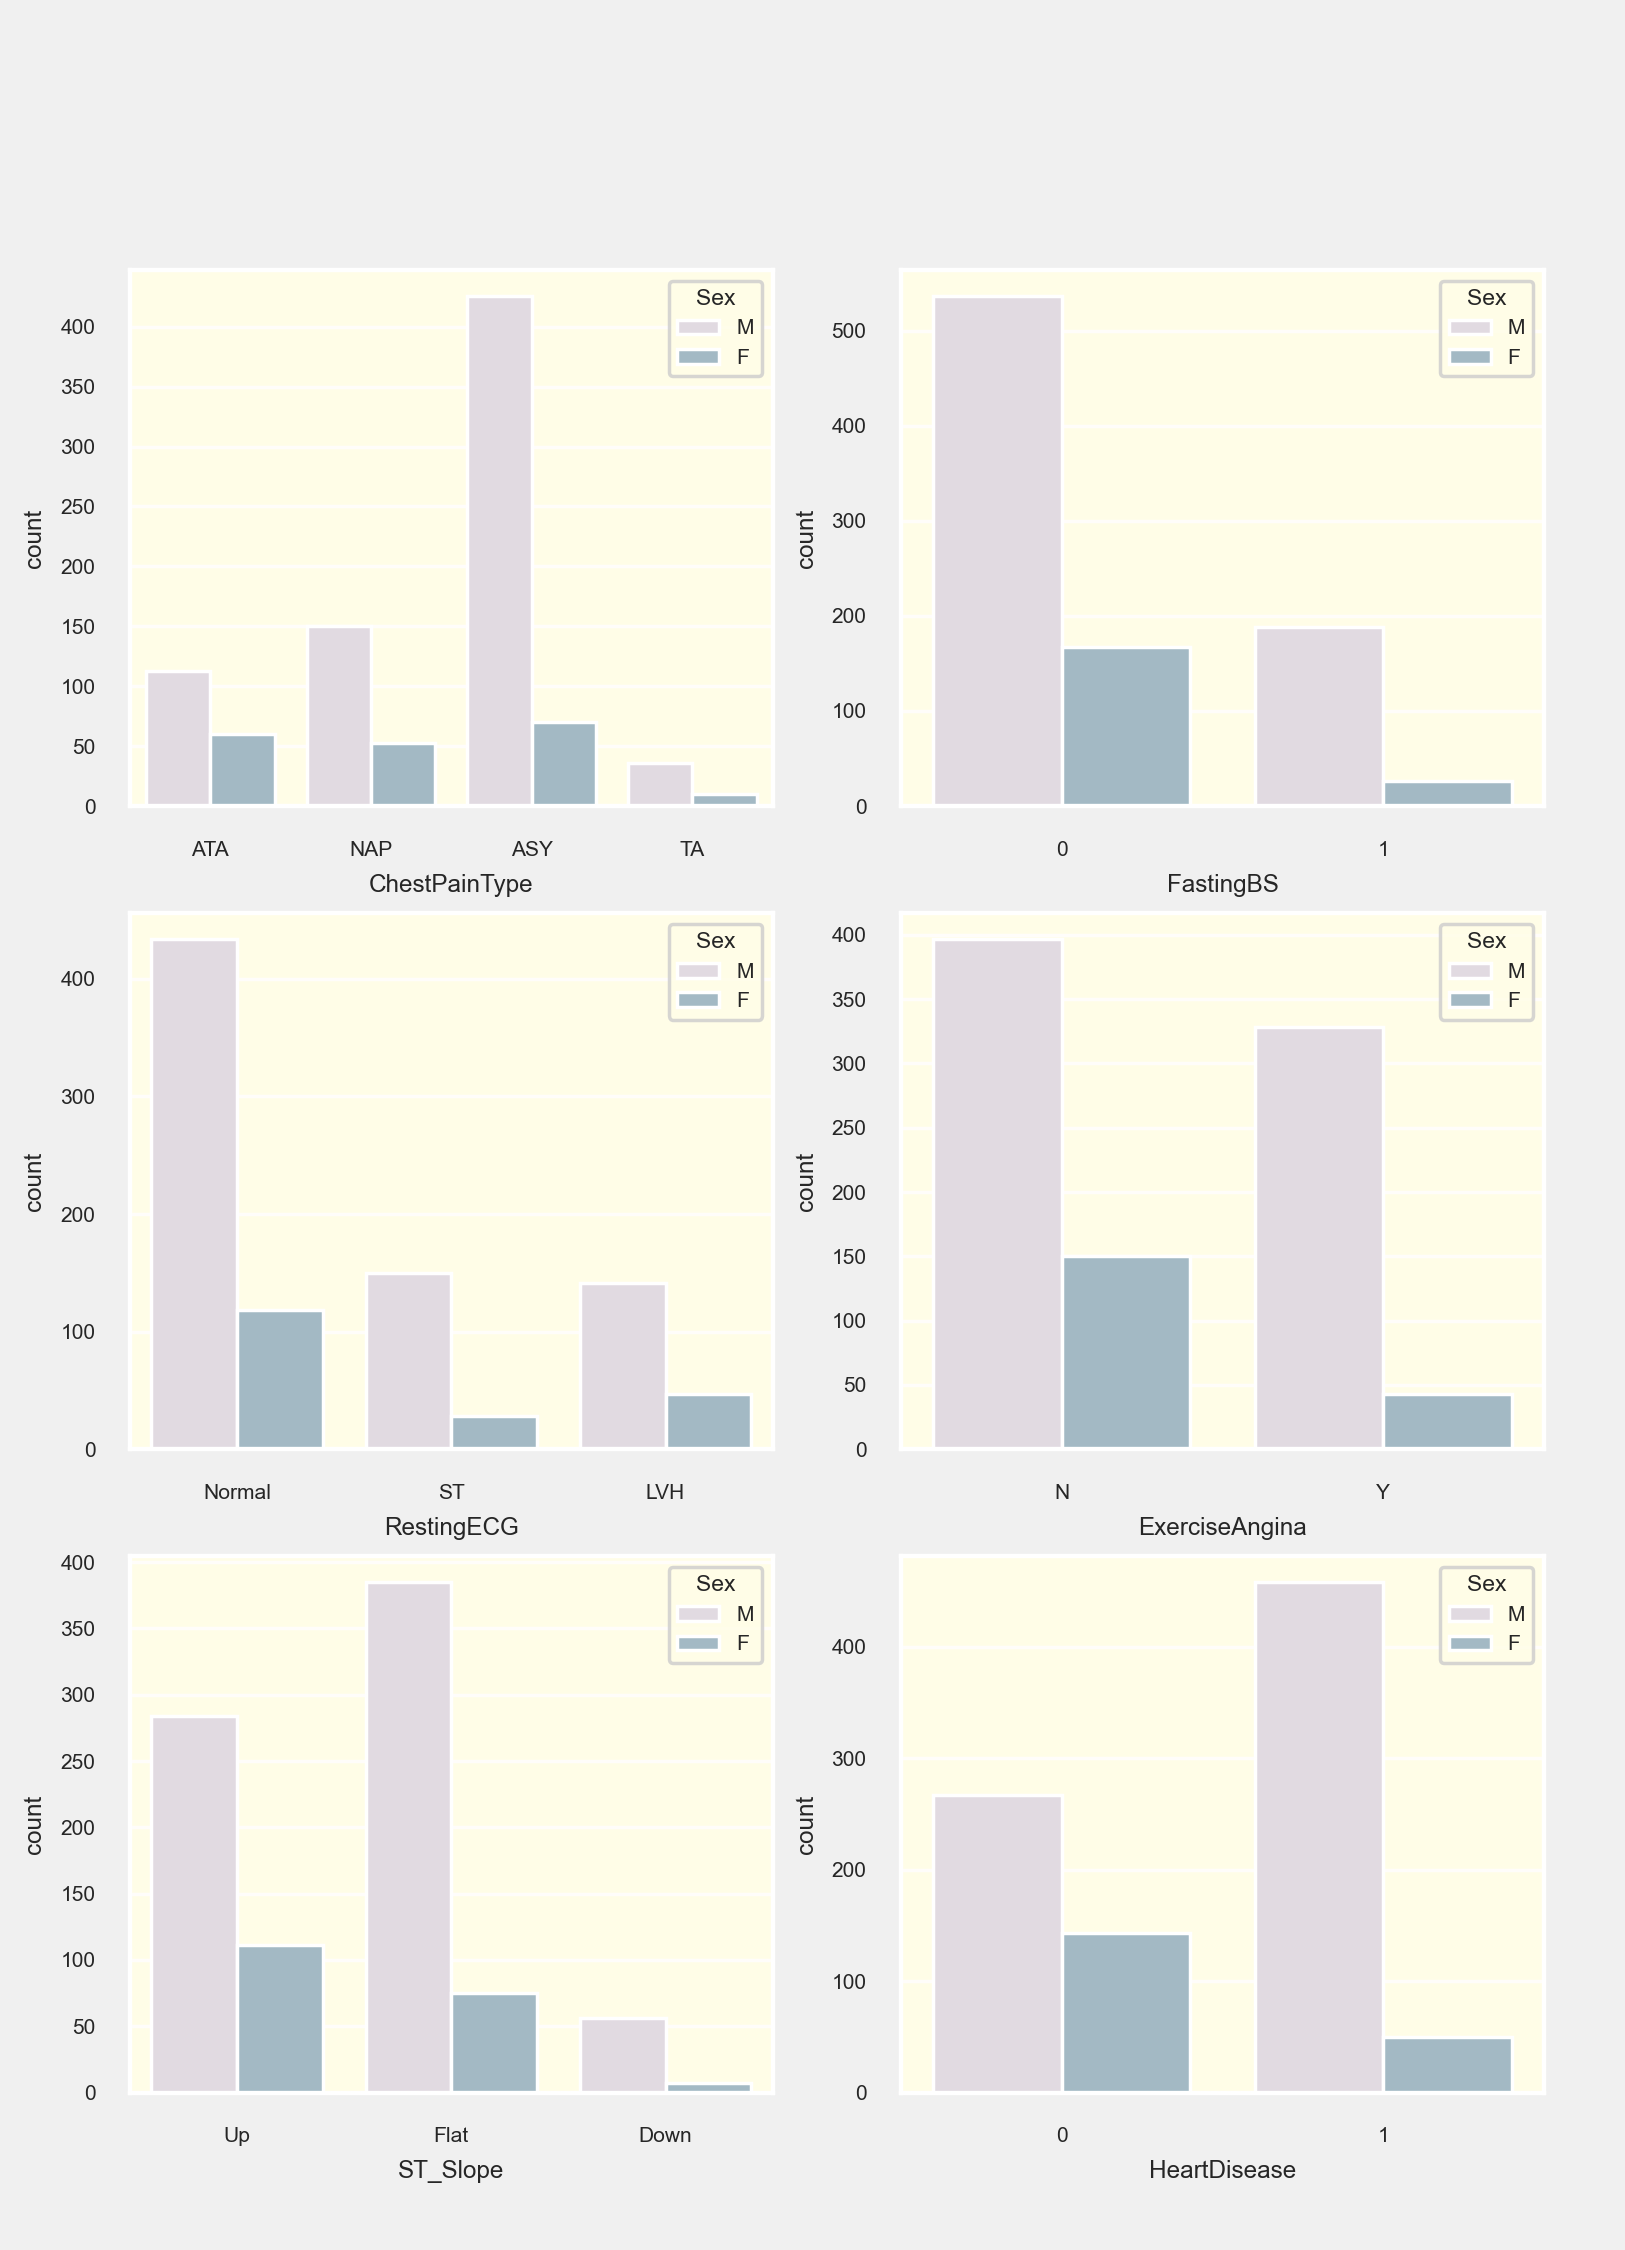 Sex
M
F
400
350
300
250
200
150
100
50
0
count
ATA NAP ASY TA
ChestPainType
Sex
M
F
500
400
300
200
100
0
count
0 1
FastingBS
Sex
M
F
400
300
200
100
0
count
Normal ST LVH
RestingECG
Sex
M
F
400
350
300
250
200
150
100
50
0
count
N Y
ExerciseAngina
Sex
M
F
400
350
300
250
200
150
100
50
0
count
Up Flat Down
ST_Slope
Sex
M
F
400
300
200
100
0
count
0 1
HeartDisease